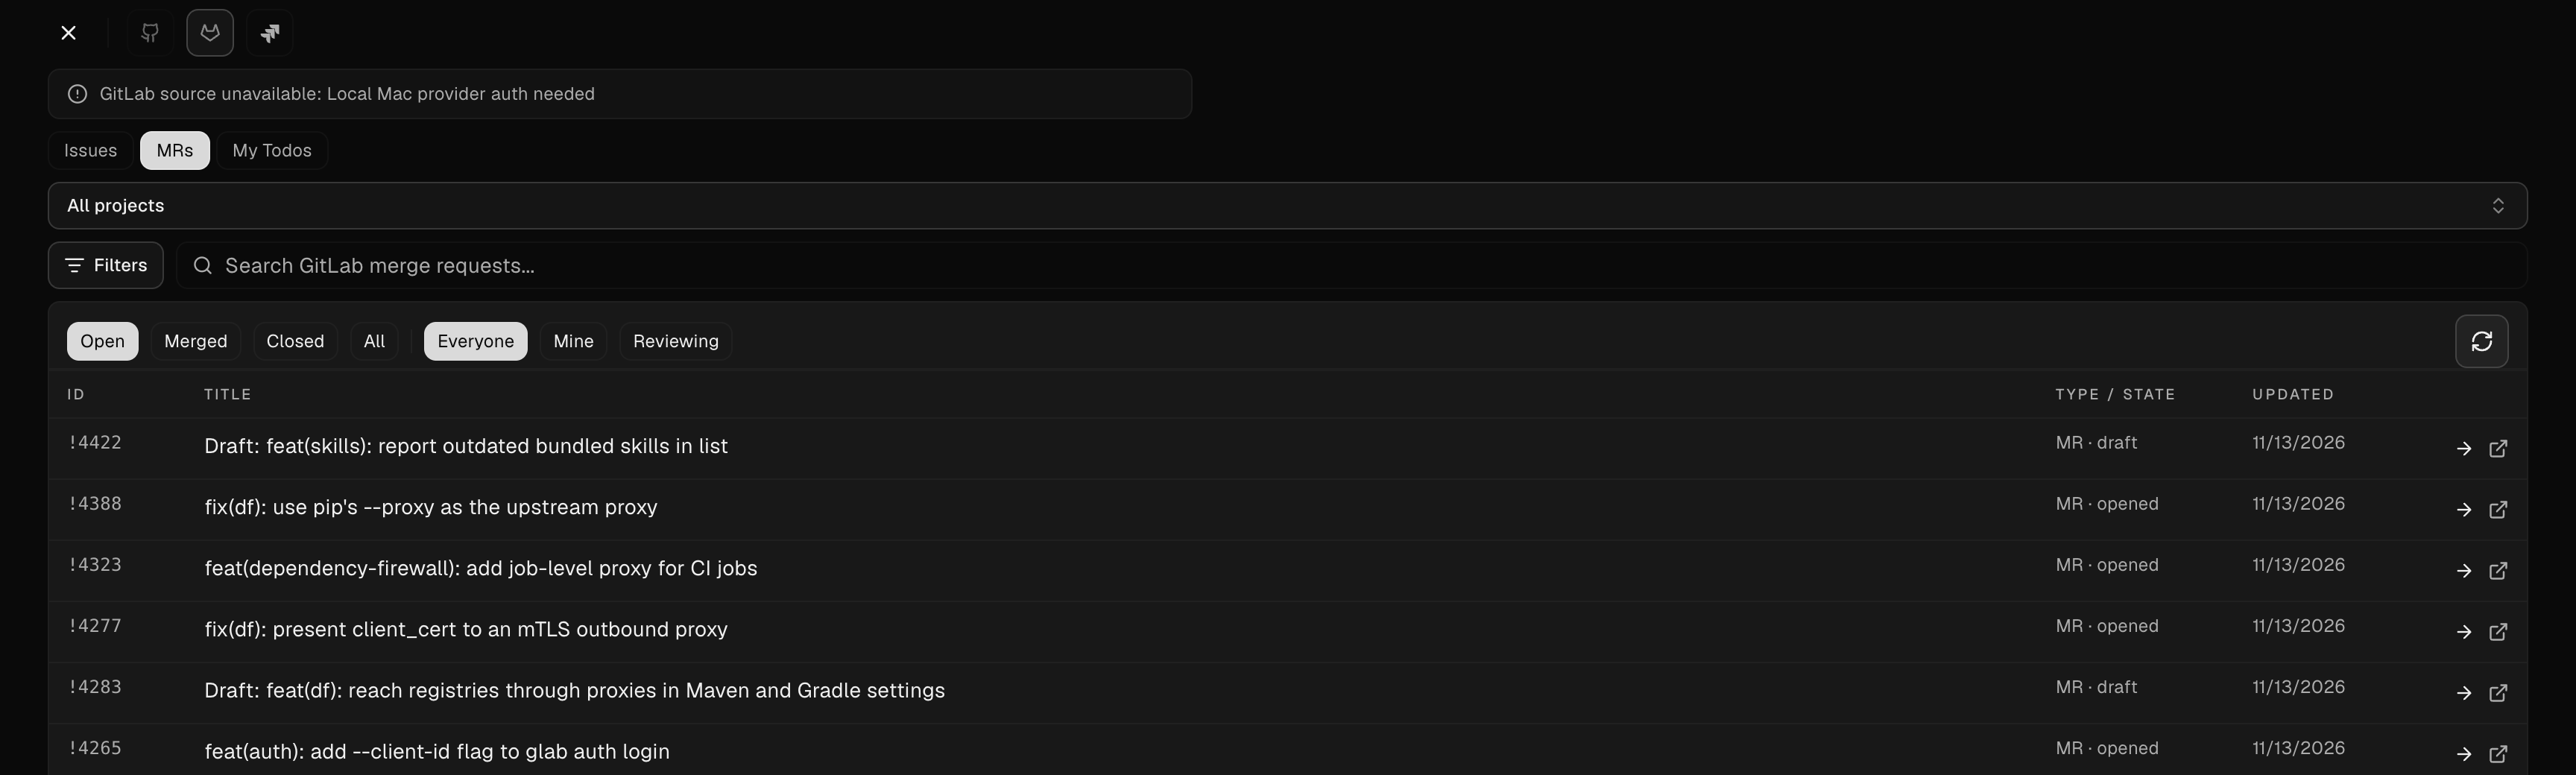 GitLab source unavailable: Local Mac provider auth needed
Issues MRs My Todos
All projects
Filters Search GitLab merge requests...
Open Merged Closed All Everyone Mine Reviewing
ID TITLE TYPE / STATE UPDATED
!4422 Draft: feat(skills): report outdated bundled skills in list MR · draft 11/13/2026
!4388 fix(df): use pip's --proxy as the upstream proxy MR · opened 11/13/2026
!4323 feat(dependency-firewall): add job-level proxy for CI jobs MR · opened 11/13/2026
!4277 fix(df): present client_cert to an mTLS outbound proxy MR · opened 11/13/2026
!4283 Draft: feat(df): reach registries through proxies in Maven and Gradle settings MR · draft 11/13/2026
!4265 feat(auth): add --client-id flag to glab auth login MR · opened 11/13/2026